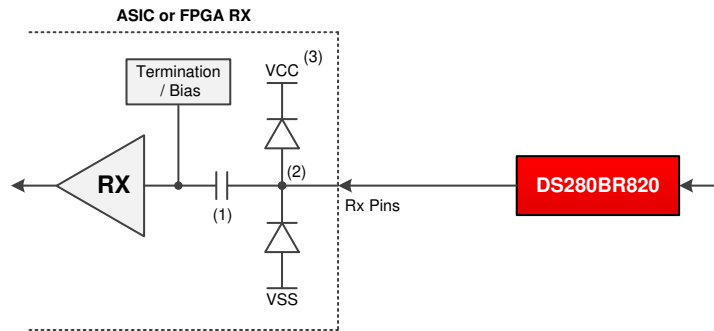 ASIC or FPGA RX
(3)
VCC
Termination
/ Bias
(2)
RX
DS280BR820
(1)
Rx Pins
VSS